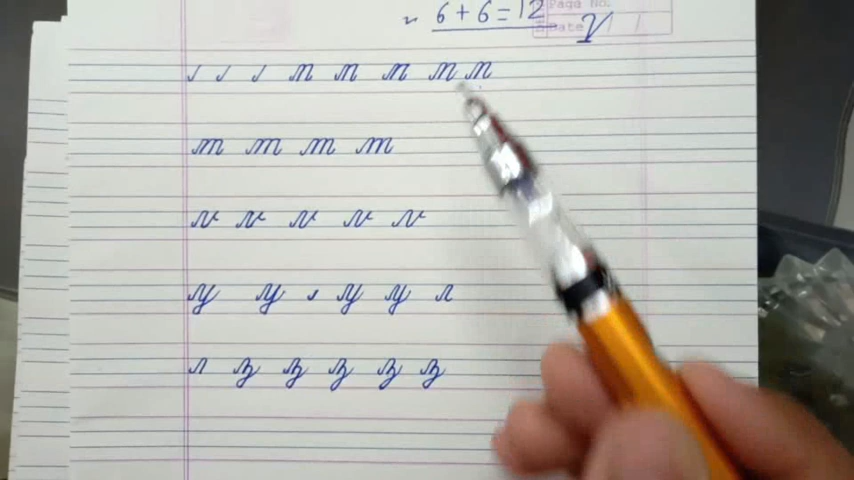 6 + 6 = 12
Page No.
Date
n n n n n
m m m m
v v v v v
y y y y
z z z z z